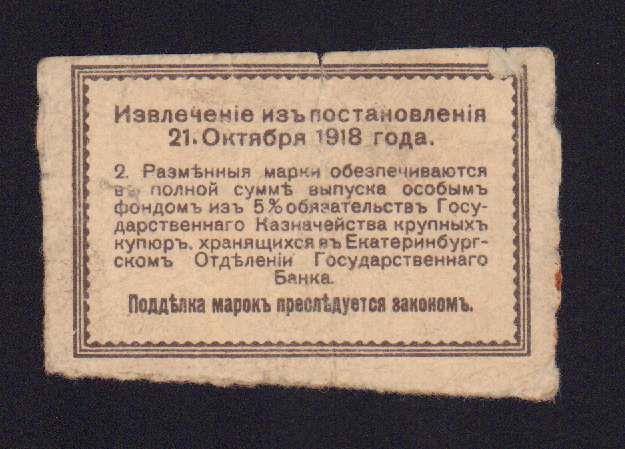 Извлеченіе изъ постановленія
21. Октября 1918 года.
2. Размѣнныя марки обезпечиваются
въ полной суммѣ выпуска особымъ
фондомъ изъ 5% обязательствъ Госу-
дарственнаго Казначейства крупныхъ
купюръ, хранящихся въ Екатеринбург-
скомъ Отдѣленіи Государственнаго
Банка.
Поддѣлка марокъ преслѣдуется закономъ.